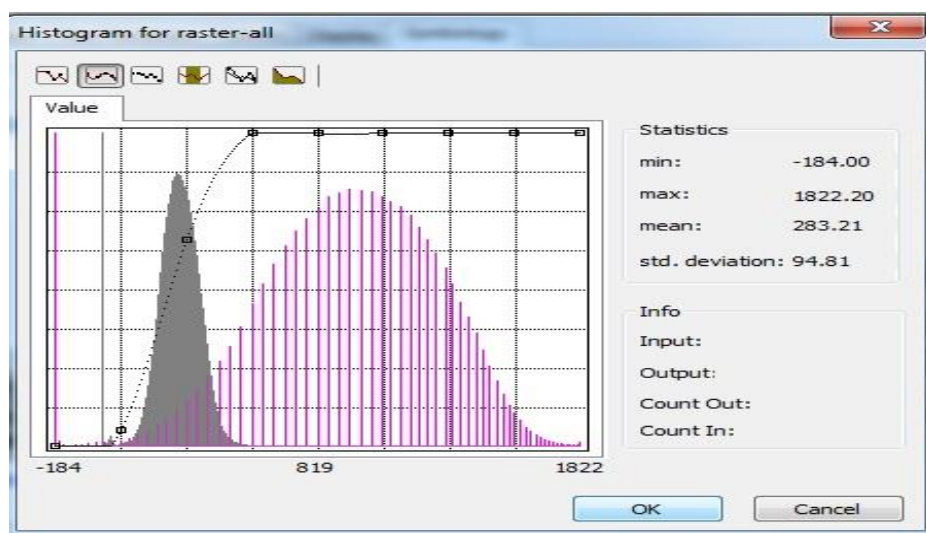 Histogram for raster-all
Value
Statistics
min: -184.00
max: 1822.20
mean: 283.21
std. deviation: 94.81
Info
Input:
Output:
Count Out:
Count In:
-184 819 1822
OK Cancel